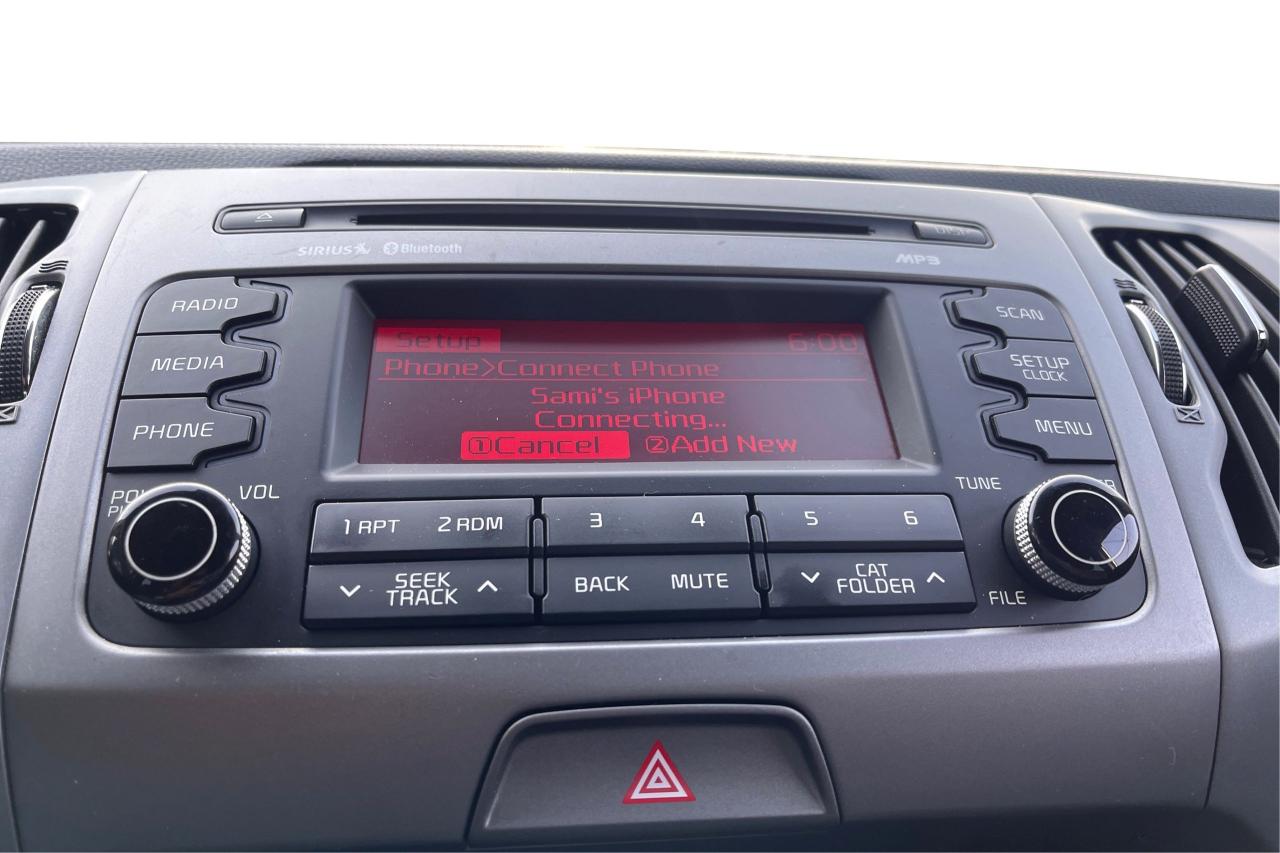 SIRIUS Bluetooth
MP3
RADIO
MEDIA
PHONE
Setup 6:00
Phone>Connect Phone
Sami's iPhone
Connecting...
①Cancel ②Add New
SCAN
SETUP
CLOCK
MENU
VOL
TUNE
1 RPT 2 RDM 3 4 5 6
SEEK
TRACK
BACK MUTE
CAT
FOLDER
FILE